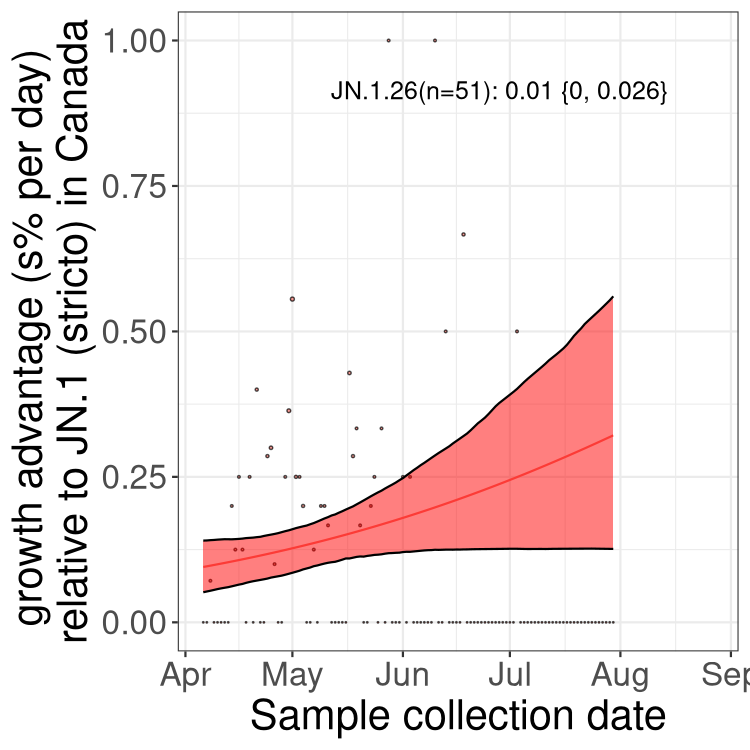 growth advantage (s% per day)
relative to JN.1 (stricto) in Canada
1.00
0.75
0.50
0.25
0.00
JN.1.26(n=51): 0.01 {0, 0.026}
Apr May Jun Jul Aug Sep
Sample collection date